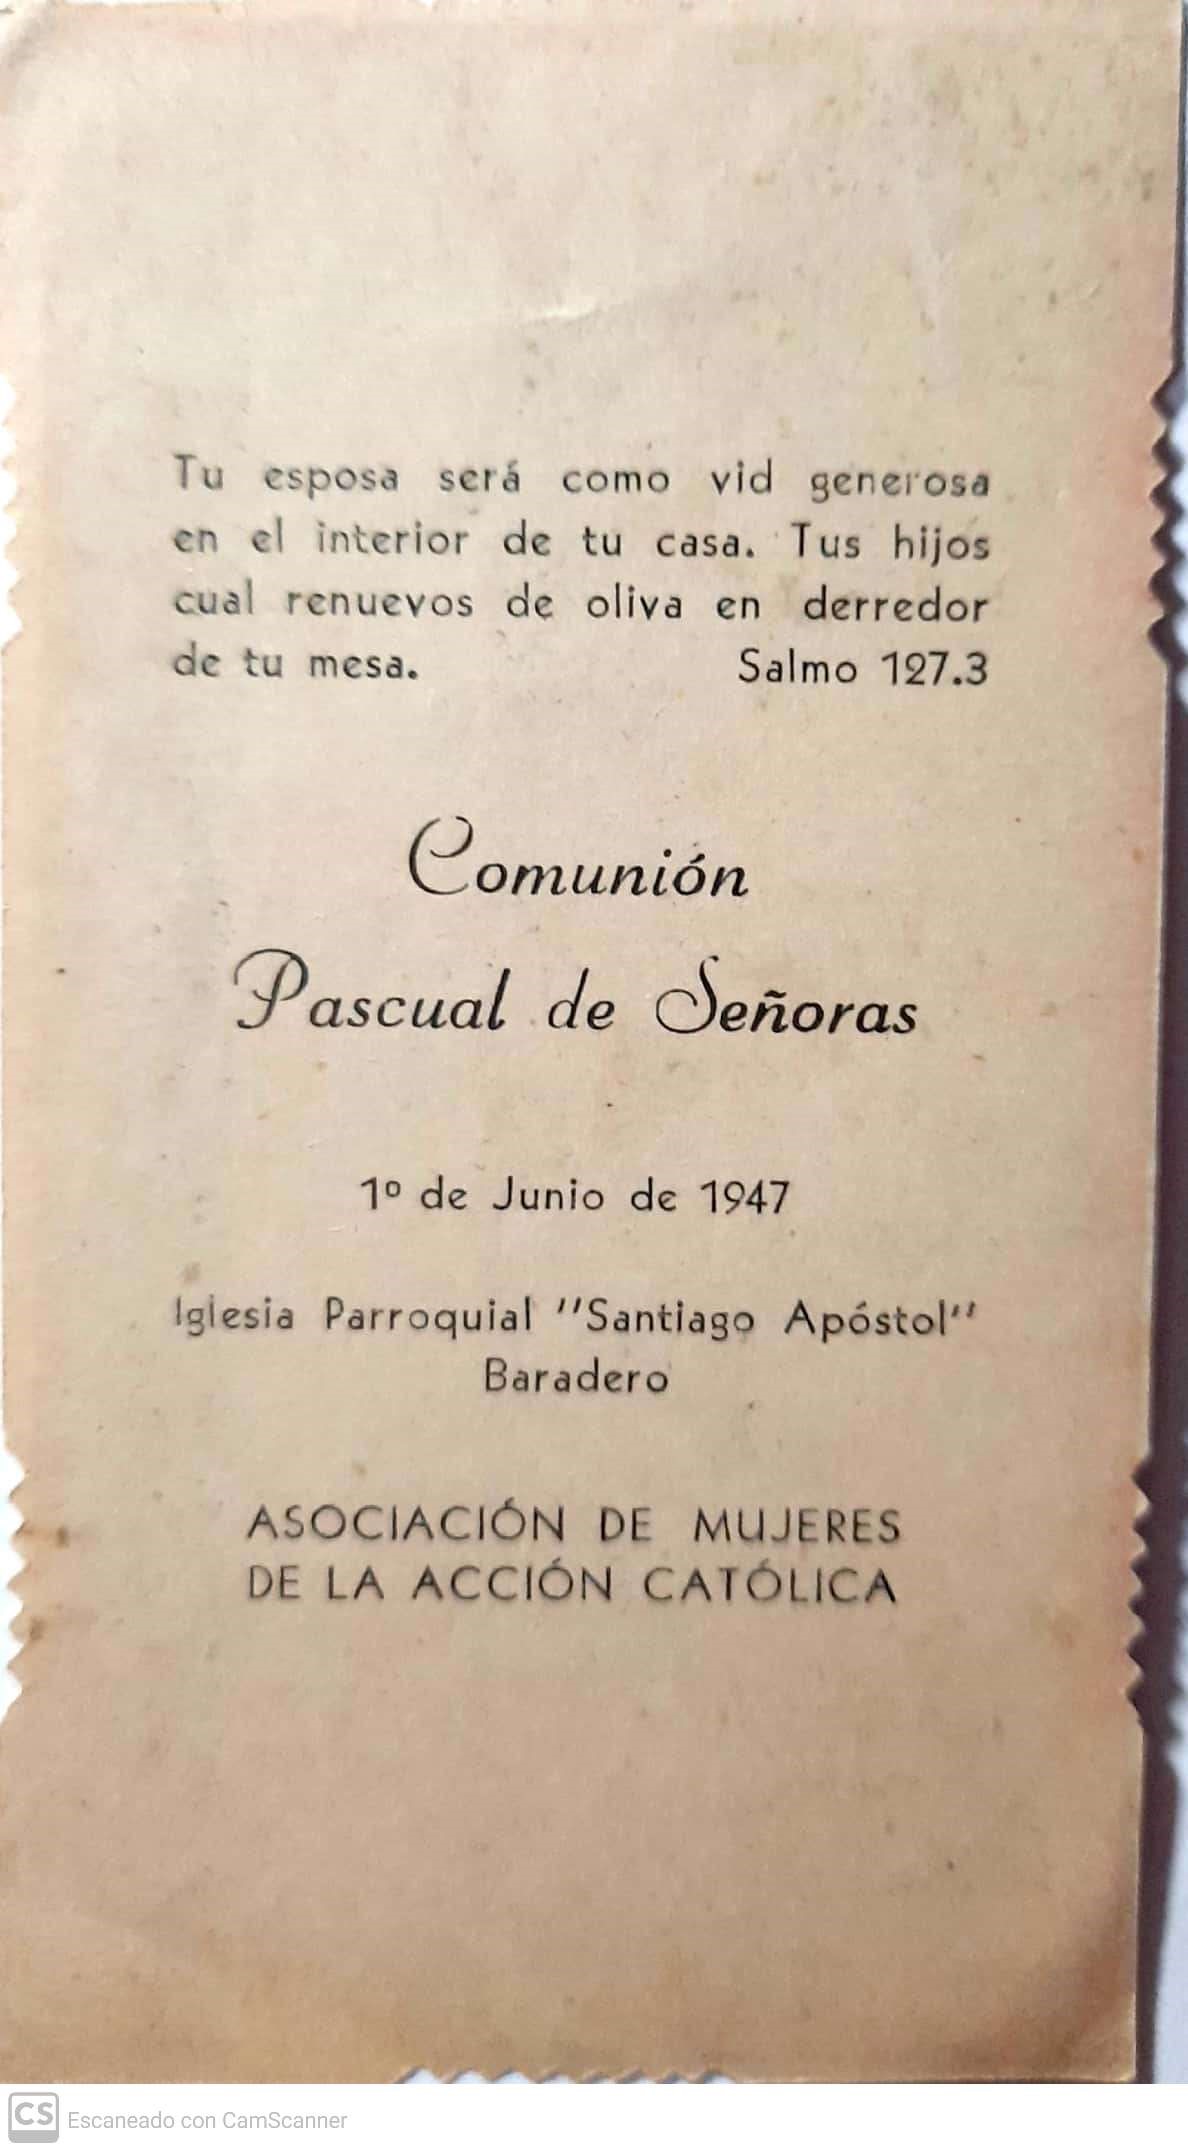 Tu esposa será como vid generosa
en el interior de tu casa. Tus hijos
cual renuevos de oliva en derredor
de tu mesa. Salmo 127.3
Comunión
Pascual de Señoras
1º de Junio de 1947
Iglesia Parroquial "Santiago Apóstol"
Baradero
ASOCIACIÓN DE MUJERES
DE LA ACCIÓN CATÓLICA
CS Escaneado con CamScanner